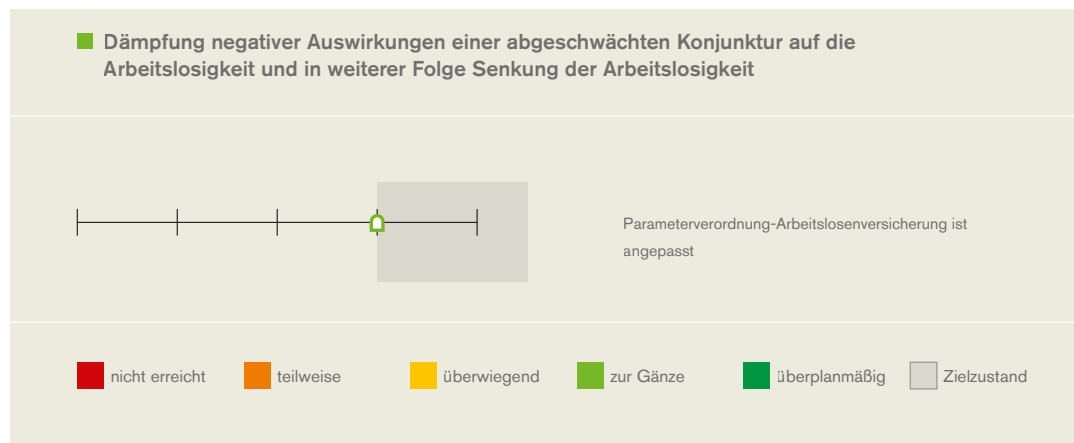 Dämpfung negativer Auswirkungen einer abgeschwächten Konjunktur auf die
Arbeitslosigkeit und in weiterer Folge Senkung der Arbeitslosigkeit
Parameterverordnung-Arbeitslosenversicherung ist
angepasst
nicht erreicht
teilweise
überwiegend
zur Gänze
überplanmäßig
Zielzustand